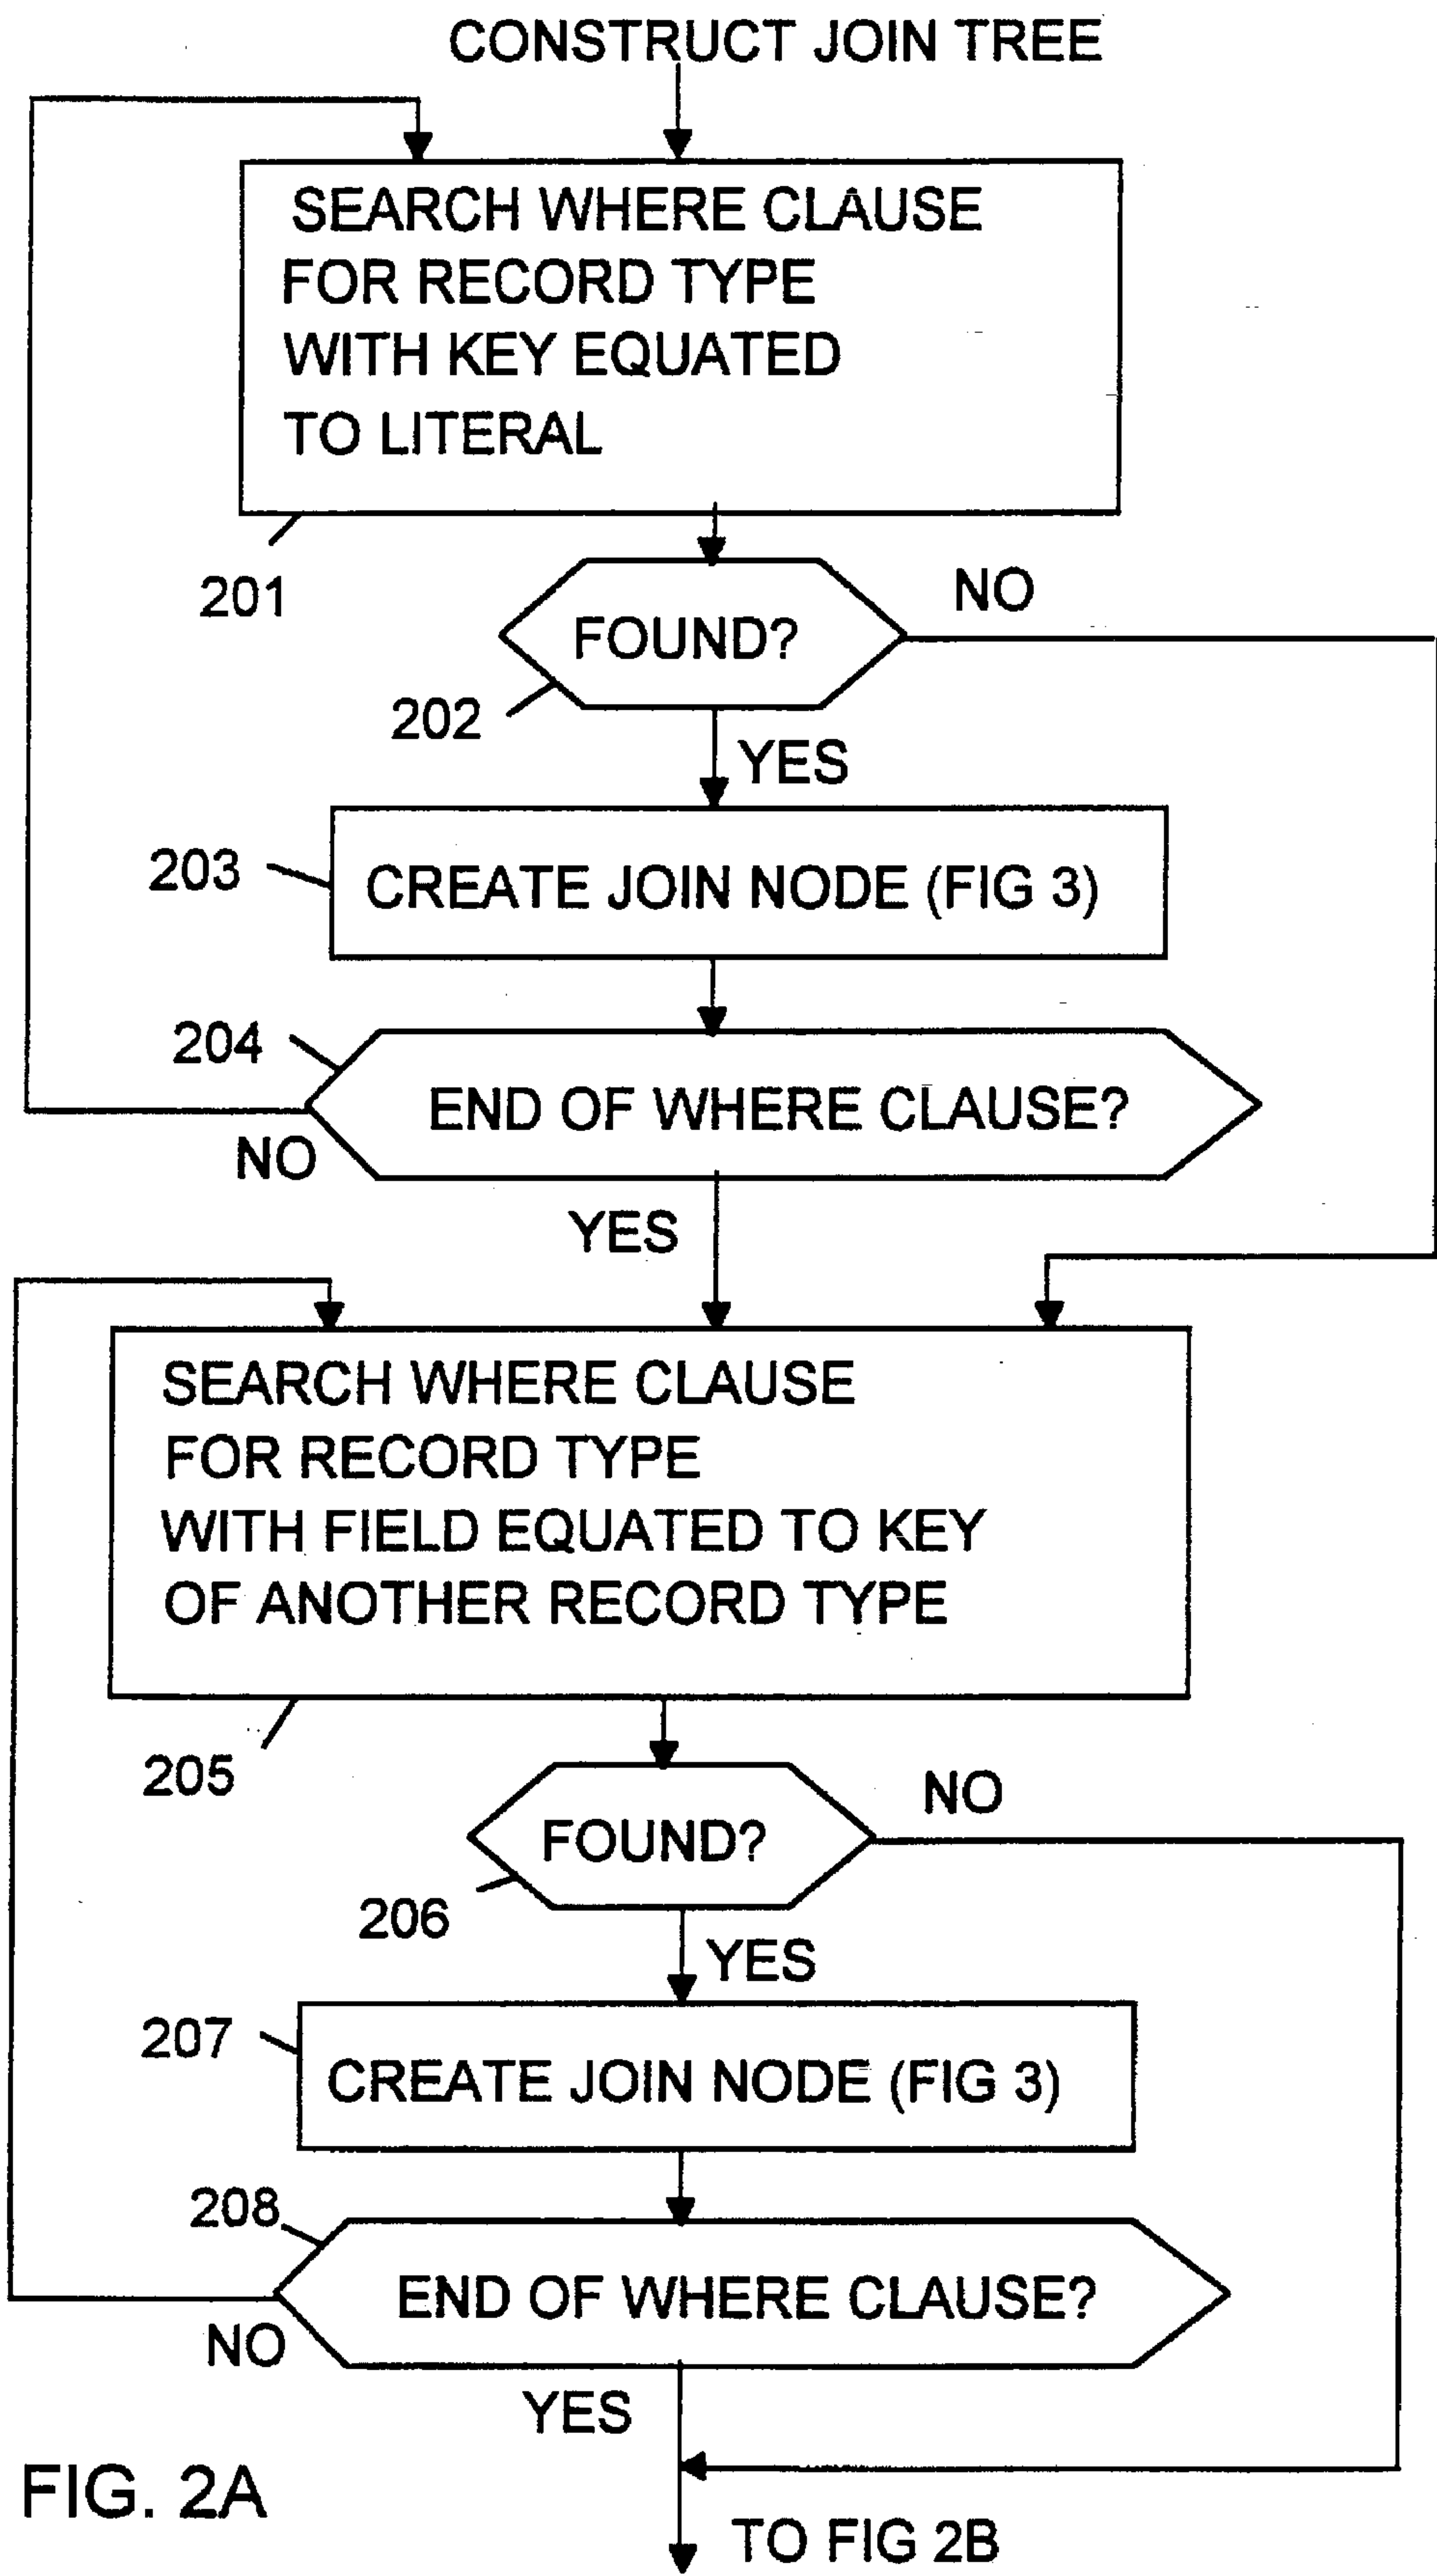 CONSTRUCT JOIN TREE
SEARCH WHERE CLAUSE
FOR RECORD TYPE
WITH KEY EQUATED
TO LITERAL
201
FOUND?
NO
202
YES
203
CREATE JOIN NODE (FIG 3)
204
END OF WHERE CLAUSE?
NO
YES
SEARCH WHERE CLAUSE
FOR RECORD TYPE
WITH FIELD EQUATED TO KEY
OF ANOTHER RECORD TYPE
205
FOUND?
NO
206
YES
207
CREATE JOIN NODE (FIG 3)
208
END OF WHERE CLAUSE?
NO
YES
FIG. 2A
TO FIG 2B